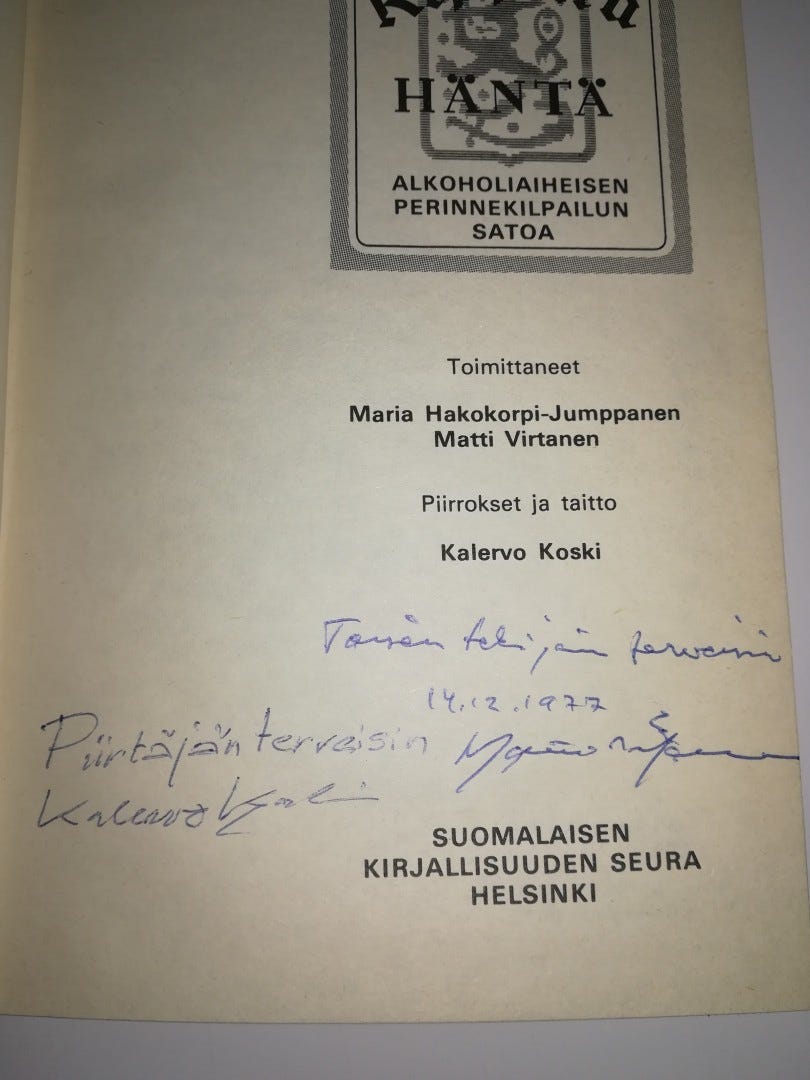 HÄNTÄ
ALKOHOLIAIHEISEN
PERINNEKILPAILUN
SATOA
Toimittaneet
Maria Hakokorpi-Jumppanen
Matti Virtanen
Piirrokset ja taitto
Kalervo Koski
Toisen tekijän terveisin
14.12.1977
Piirtäjän terveisin
Kalervo Koski
SUOMALAISEN
KIRJALLISUUDEN SEURA
HELSINKI